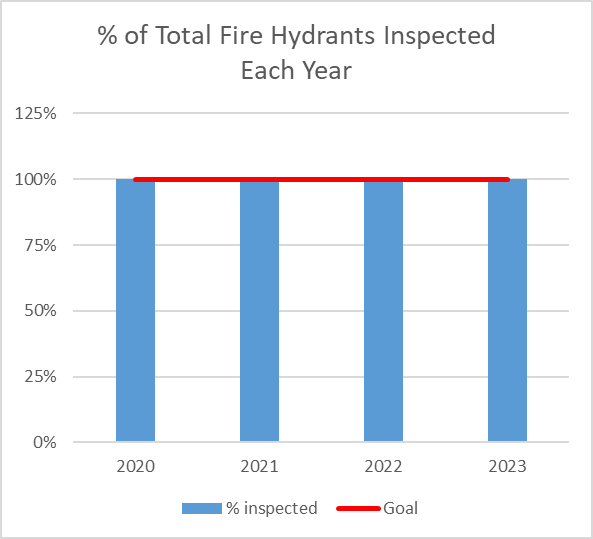 % of Total Fire Hydrants Inspected
Each Year
125%
100%
75%
50%
25%
0%
2020 2021 2022 2023
% inspected Goal